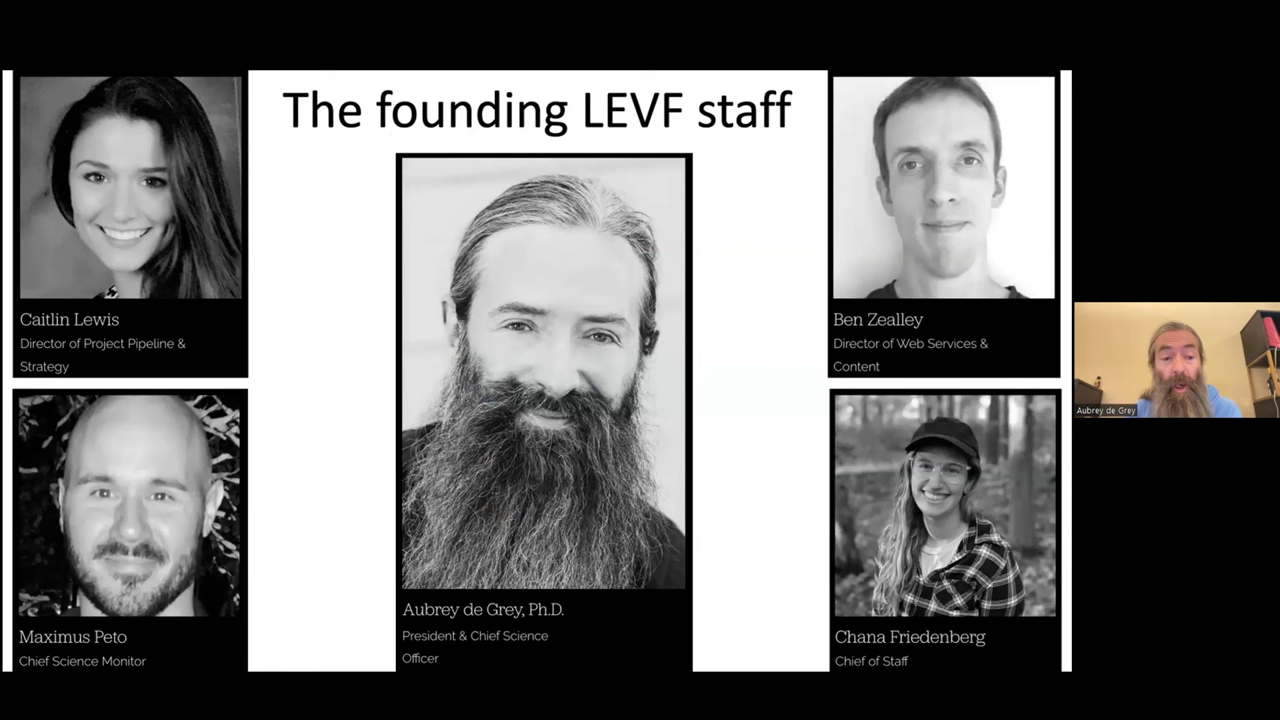 The founding LEVF staff
Caitlin Lewis
Director of Project Pipeline &
Strategy
Maximus Peto
Chief Science Monitor
Aubrey de Grey, Ph.D.
President & Chief Science
Officer
Ben Zealley
Director of Web Services &
Content
Chana Friedenberg
Chief of Staff
Aubrey de Grey